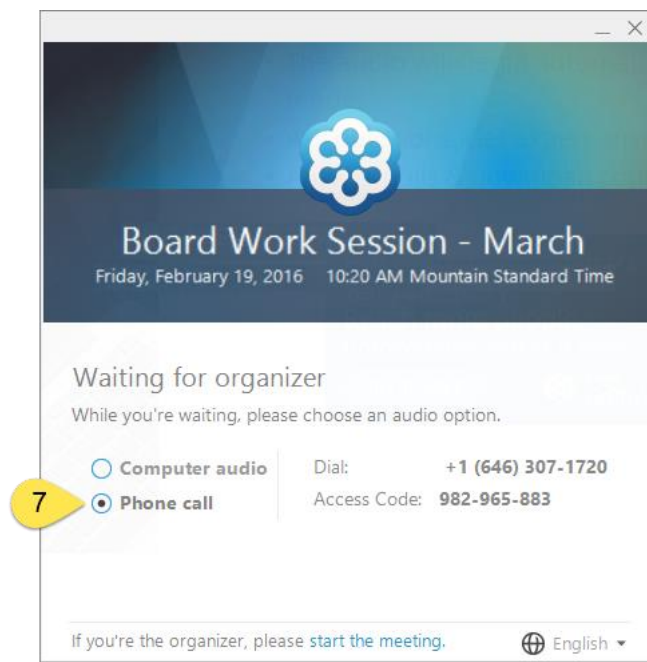 Board Work Session - March
Friday, February 19, 2016 10:20 AM Mountain Standard Time
Waiting for organizer
While you're waiting, please choose an audio option.
Computer audio
Dial: +1 (646) 307-1720
7 Phone call
Access Code: 982-965-883
If you're the organizer, please start the meeting.
English